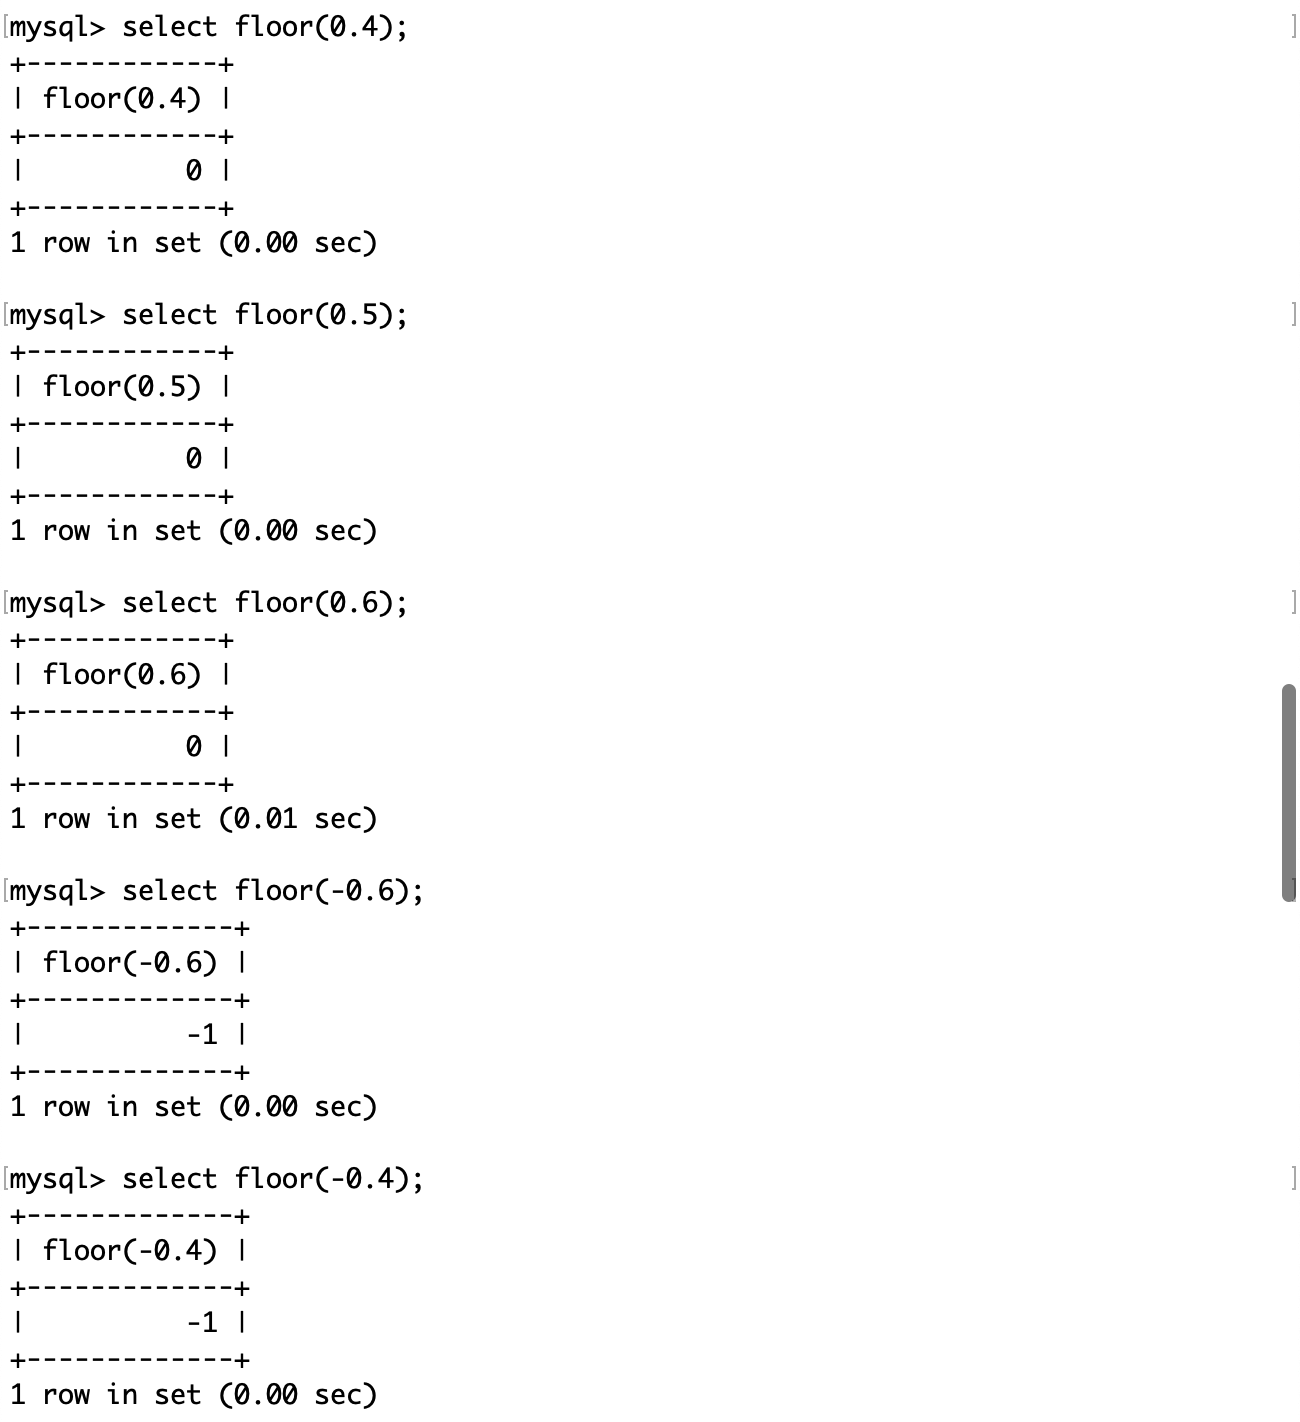 [mysql> select floor(0.4); ]
+------------+
| floor(0.4) |
+------------+
|          0 |
+------------+
1 row in set (0.00 sec)

[mysql> select floor(0.5); ]
+------------+
| floor(0.5) |
+------------+
|          0 |
+------------+
1 row in set (0.00 sec)

[mysql> select floor(0.6); ]
+------------+
| floor(0.6) |
+------------+
|          0 |
+------------+
1 row in set (0.01 sec)

[mysql> select floor(-0.6); ]
+-------------+
| floor(-0.6) |
+-------------+
|          -1 |
+-------------+
1 row in set (0.00 sec)

[mysql> select floor(-0.4); ]
+-------------+
| floor(-0.4) |
+-------------+
|          -1 |
+-------------+
1 row in set (0.00 sec)